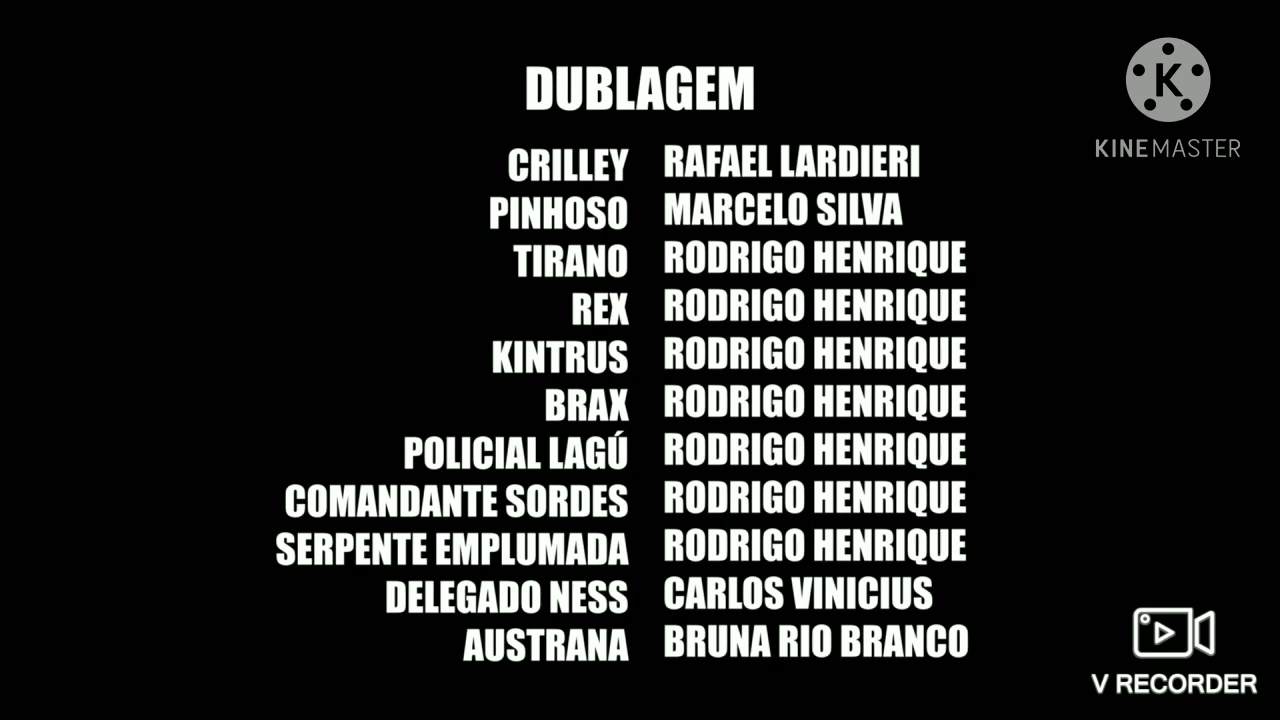 DUBLAGEM
CRILLEY RAFAEL LARDIERI
PINHOSO MARCELO SILVA
TIRANO RODRIGO HENRIQUE
REX RODRIGO HENRIQUE
KINTRUS RODRIGO HENRIQUE
BRAX RODRIGO HENRIQUE
POLICIAL LAGÚ RODRIGO HENRIQUE
COMANDANTE SORDES RODRIGO HENRIQUE
SERPENTE EMPLUMADA RODRIGO HENRIQUE
DELEGADO NESS CARLOS VINICIUS
AUSTRANA BRUNA RIO BRANCO
K
KINEMASTER
V RECORDER